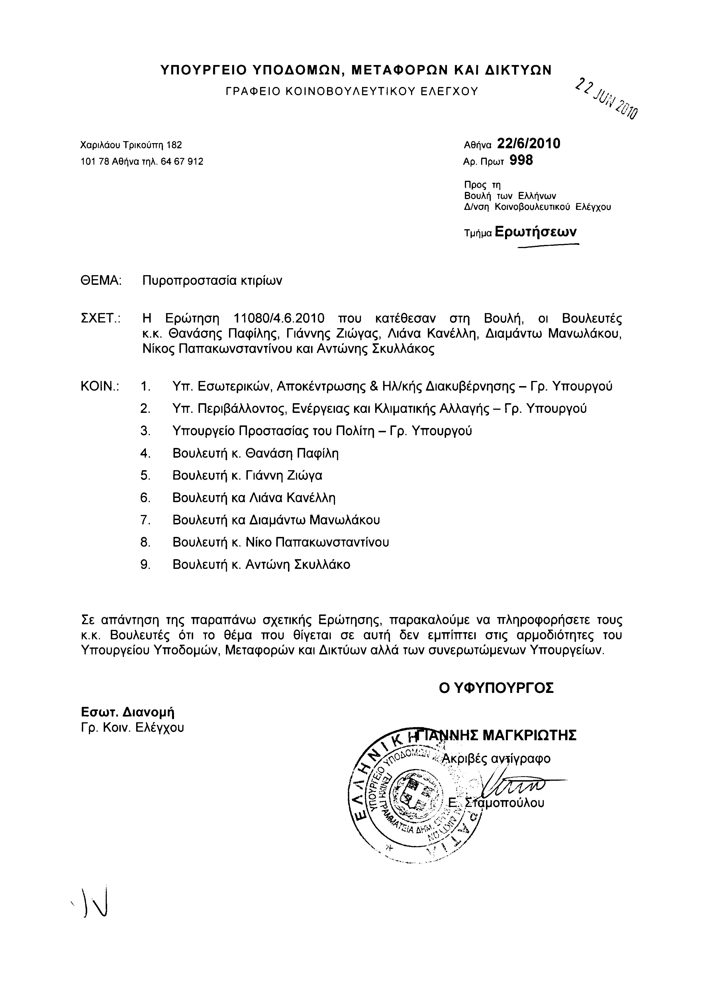 ΥΠΟΥΡΓΕΙΟ ΥΠΟΔΟΜΩΝ, ΜΕΤΑΦΟΡΩΝ ΚΑΙ ΔΙΚΤΥΩΝ
ΓΡΑΦΕΙΟ ΚΟΙΝΟΒΟΥΛΕΥΤΙΚΟΥ ΕΛΕΓΧΟΥ
22 JUN 2010
Χαριλάου Τρικούπη 182
101 78 Αθήνα τηλ. 64 67 912
Αθήνα 22/6/2010
Αρ. Πρωτ 998
Προς τη
Βουλή των Ελλήνων
Δ/νση Κοινοβουλευτικού Ελέγχου
Τμήμα Ερωτήσεων
ΘΕΜΑ: Πυροπροστασία κτιρίων
ΣΧΕΤ.: Η Ερώτηση 11080/4.6.2010 που κατέθεσαν στη Βουλή, οι Βουλευτές
κ.κ. Θανάσης Παφίλης, Γιάννης Ζιώγας, Λιάνα Κανέλλη, Διαμάντω Μανωλάκου,
Νίκος Παπακωνσταντίνου και Αντώνης Σκυλλάκος
ΚΟΙΝ.: 1. Υπ. Εσωτερικών, Αποκέντρωσης & Ηλ/κής Διακυβέρνησης – Γρ. Υπουργού
2. Υπ. Περιβάλλοντος, Ενέργειας και Κλιματικής Αλλαγής – Γρ. Υπουργού
3. Υπουργείο Προστασίας του Πολίτη – Γρ. Υπουργού
4. Βουλευτή κ. Θανάση Παφίλη
5. Βουλευτή κ. Γιάννη Ζιώγα
6. Βουλευτή κα Λιάνα Κανέλλη
7. Βουλευτή κα Διαμάντω Μανωλάκου
8. Βουλευτή κ. Νίκο Παπακωνσταντίνου
9. Βουλευτή κ. Αντώνη Σκυλλάκο
Σε απάντηση της παραπάνω σχετικής Ερώτησης, παρακαλούμε να πληροφορήσετε τους
κ.κ. Βουλευτές ότι το θέμα που θίγεται σε αυτή δεν εμπίπτει στις αρμοδιότητες του
Υπουργείου Υποδομών, Μεταφορών και Δικτύων αλλά των συνερωτώμενων Υπουργείων.
Ο ΥΦΥΠΟΥΡΓΟΣ
Εσωτ. Διανομή
Γρ. Κοιν. Ελέγχου
ΓΙΑΝΝΗΣ ΜΑΓΚΡΙΩΤΗΣ
Ακριβές αντίγραφο
Ε. Σταμοπούλου
ΕΛΛΗΝΙΚΗ
ΥΠΟΥΡΓΕΙΟ ΥΠΟΔΟΜΩΝ
ΓΕΝΙΚΗ ΓΡΑΜΜΑΤΕΙΑ ΔΗΜ.